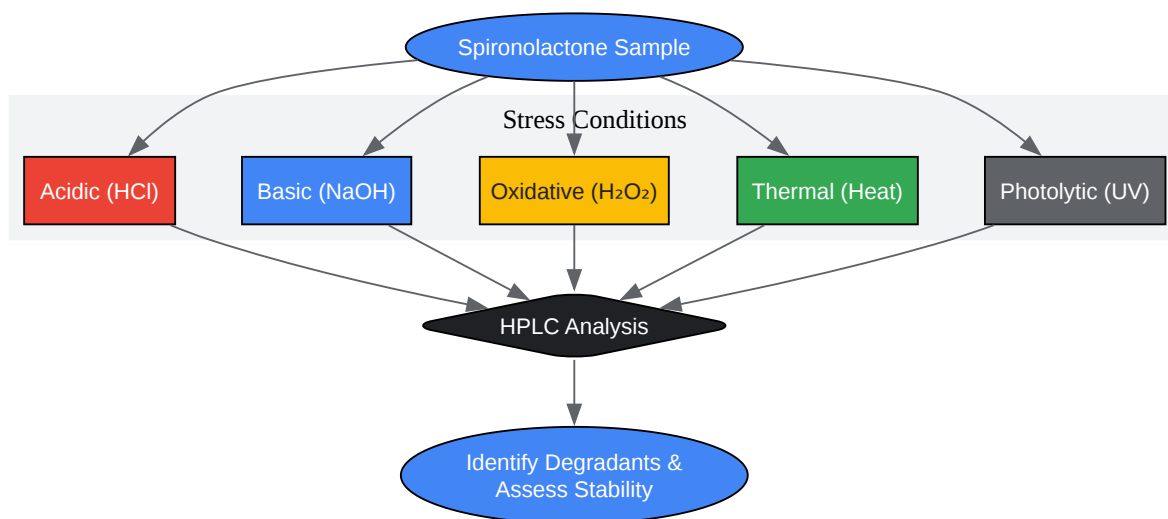 Spironolactone Sample
Stress Conditions
Acidic (HCl)
Basic (NaOH)
Oxidative (H₂O₂)
Thermal (Heat)
Photolytic (UV)
HPLC Analysis
Identify Degradants &
Assess Stability